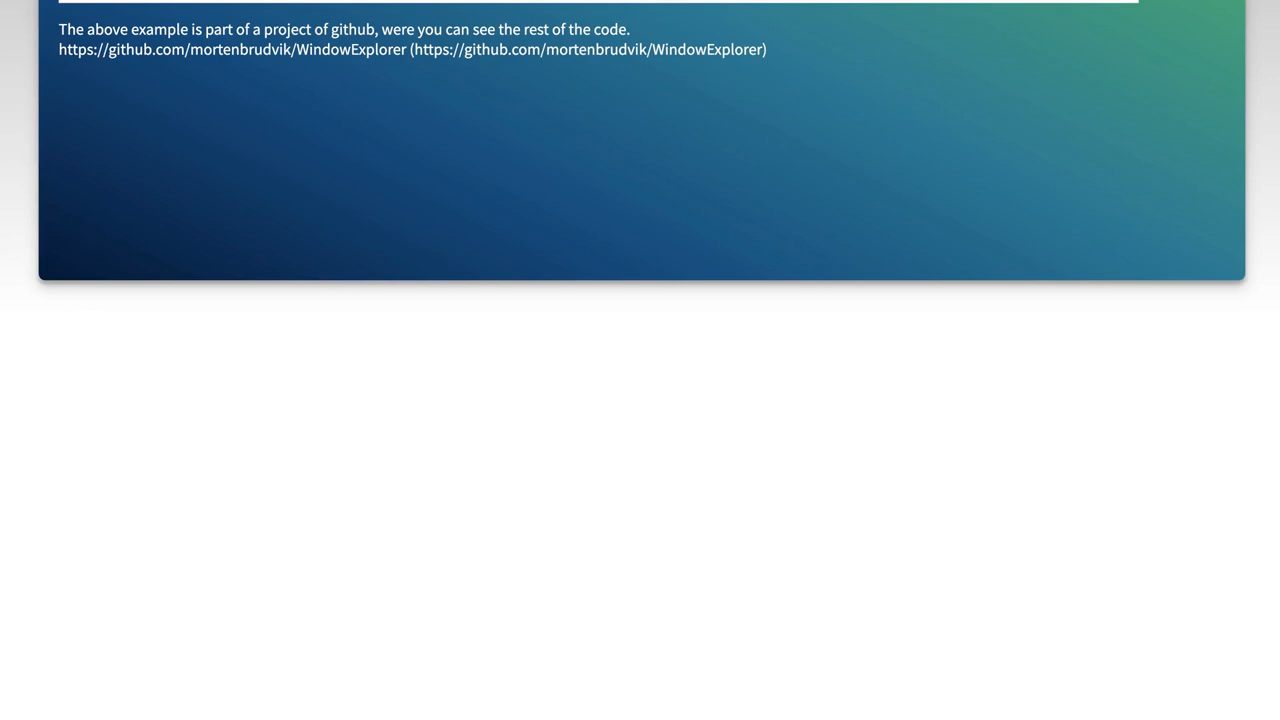 The above example is part of a project of github, were you can see the rest of the code.
https://github.com/mortenbrudvik/WindowExplorer (https://github.com/mortenbrudvik/WindowExplorer)